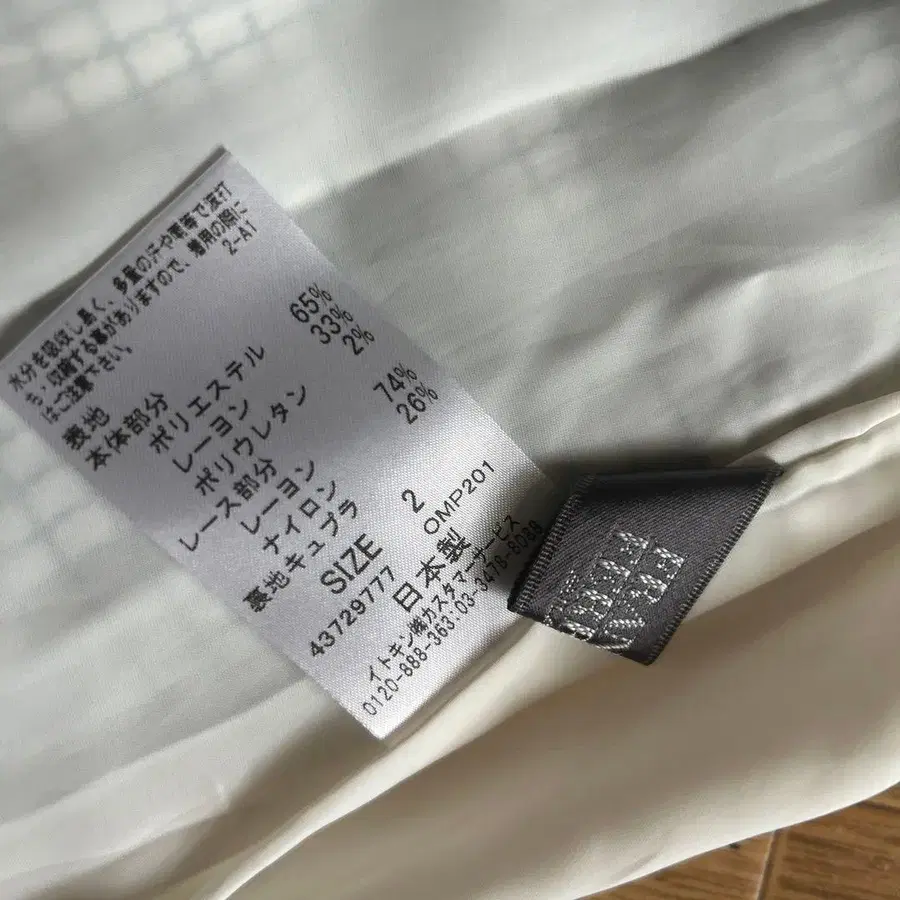 水分を吸収し易く、多量の汗や雨等で波打
ち、収縮する事がありますので、着用の際に
はご注意下さい。 2-A1
表地
本体部分
ポリエステル 65%
レーヨン 33%
ポリウレタン 2%
レース部分
レーヨン 74%
ナイロン 26%
裏地キュプラ
SIZE 2
43729777 OMP201
日本製
イトキン㈱カスタマーサービス
0120-888-363:03-3478-8088